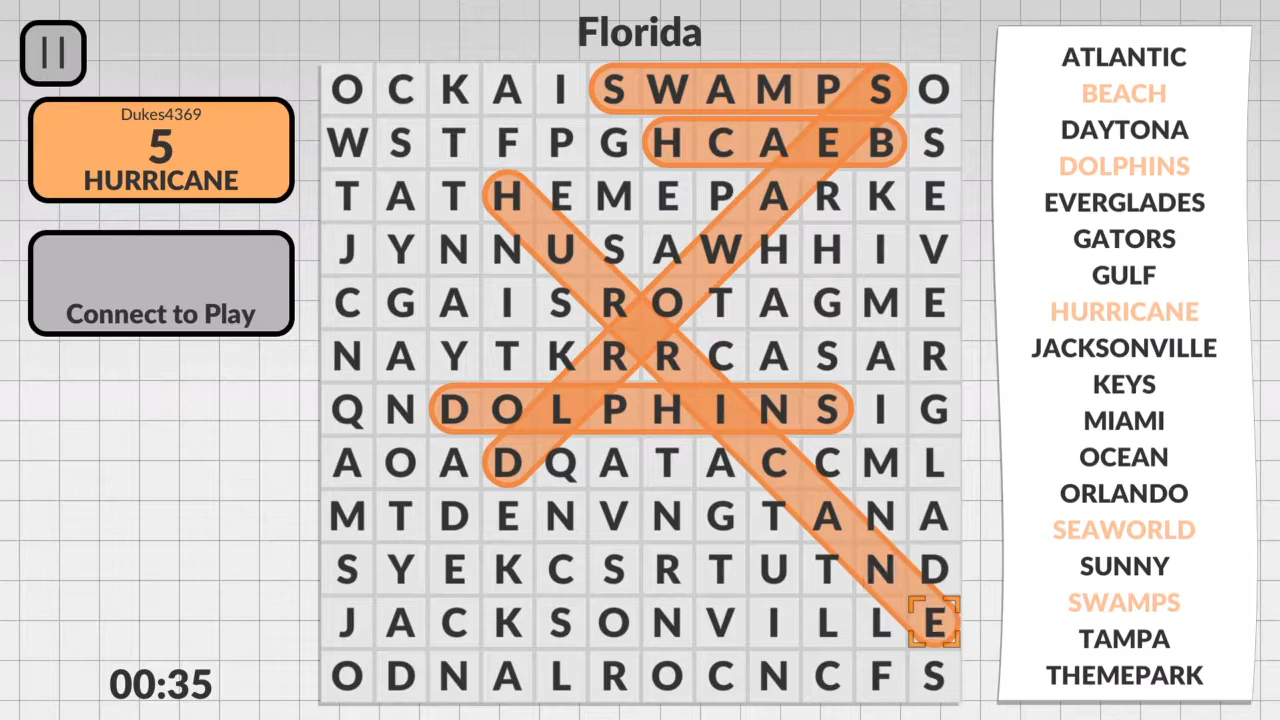 Florida
Dukes4369
5
HURRICANE
Connect to Play
00:35
O C K A I S W A M P S O
W S T F P G H C A E B S
T A T H E M E P A R K E
J Y N N U S A W H H I V
C G A I S R O T A G M E
N A Y T K R R C A S A R
Q N D O L P H I N S I G
A O A D Q A T A C C M L
M T D E N V N G T A N A
S Y E K C S R T U T N D
J A C K S O N V I L L E
O D N A L R O C N C F S
ATLANTIC
BEACH
DAYTONA
DOLPHINS
EVERGLADES
GATORS
GULF
HURRICANE
JACKSONVILLE
KEYS
MIAMI
OCEAN
ORLANDO
SEAWORLD
SUNNY
SWAMPS
TAMPA
THEMEPARK